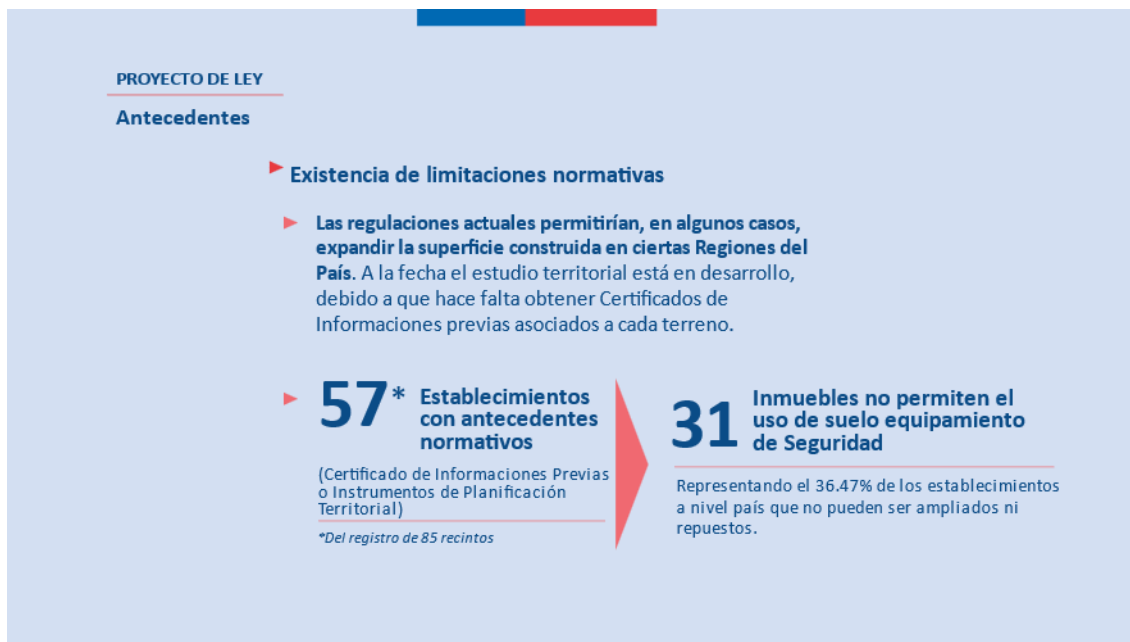 PROYECTO DE LEY
Antecedentes
Existencia de limitaciones normativas
Las regulaciones actuales permitirían, en algunos casos,
expandir la superficie construida en ciertas Regiones del
País. A la fecha el estudio territorial está en desarrollo,
debido a que hace falta obtener Certificados de
Informaciones previas asociados a cada terreno.
57* Establecimientos
con antecedentes
normativos
(Certificado de Informaciones Previas
o Instrumentos de Planificación
Territorial)
*Del registro de 85 recintos
31 Inmuebles no permiten el
uso de suelo equipamiento
de Seguridad
Representando el 36.47% de los establecimientos
a nivel país que no pueden ser ampliados ni
repuestos.